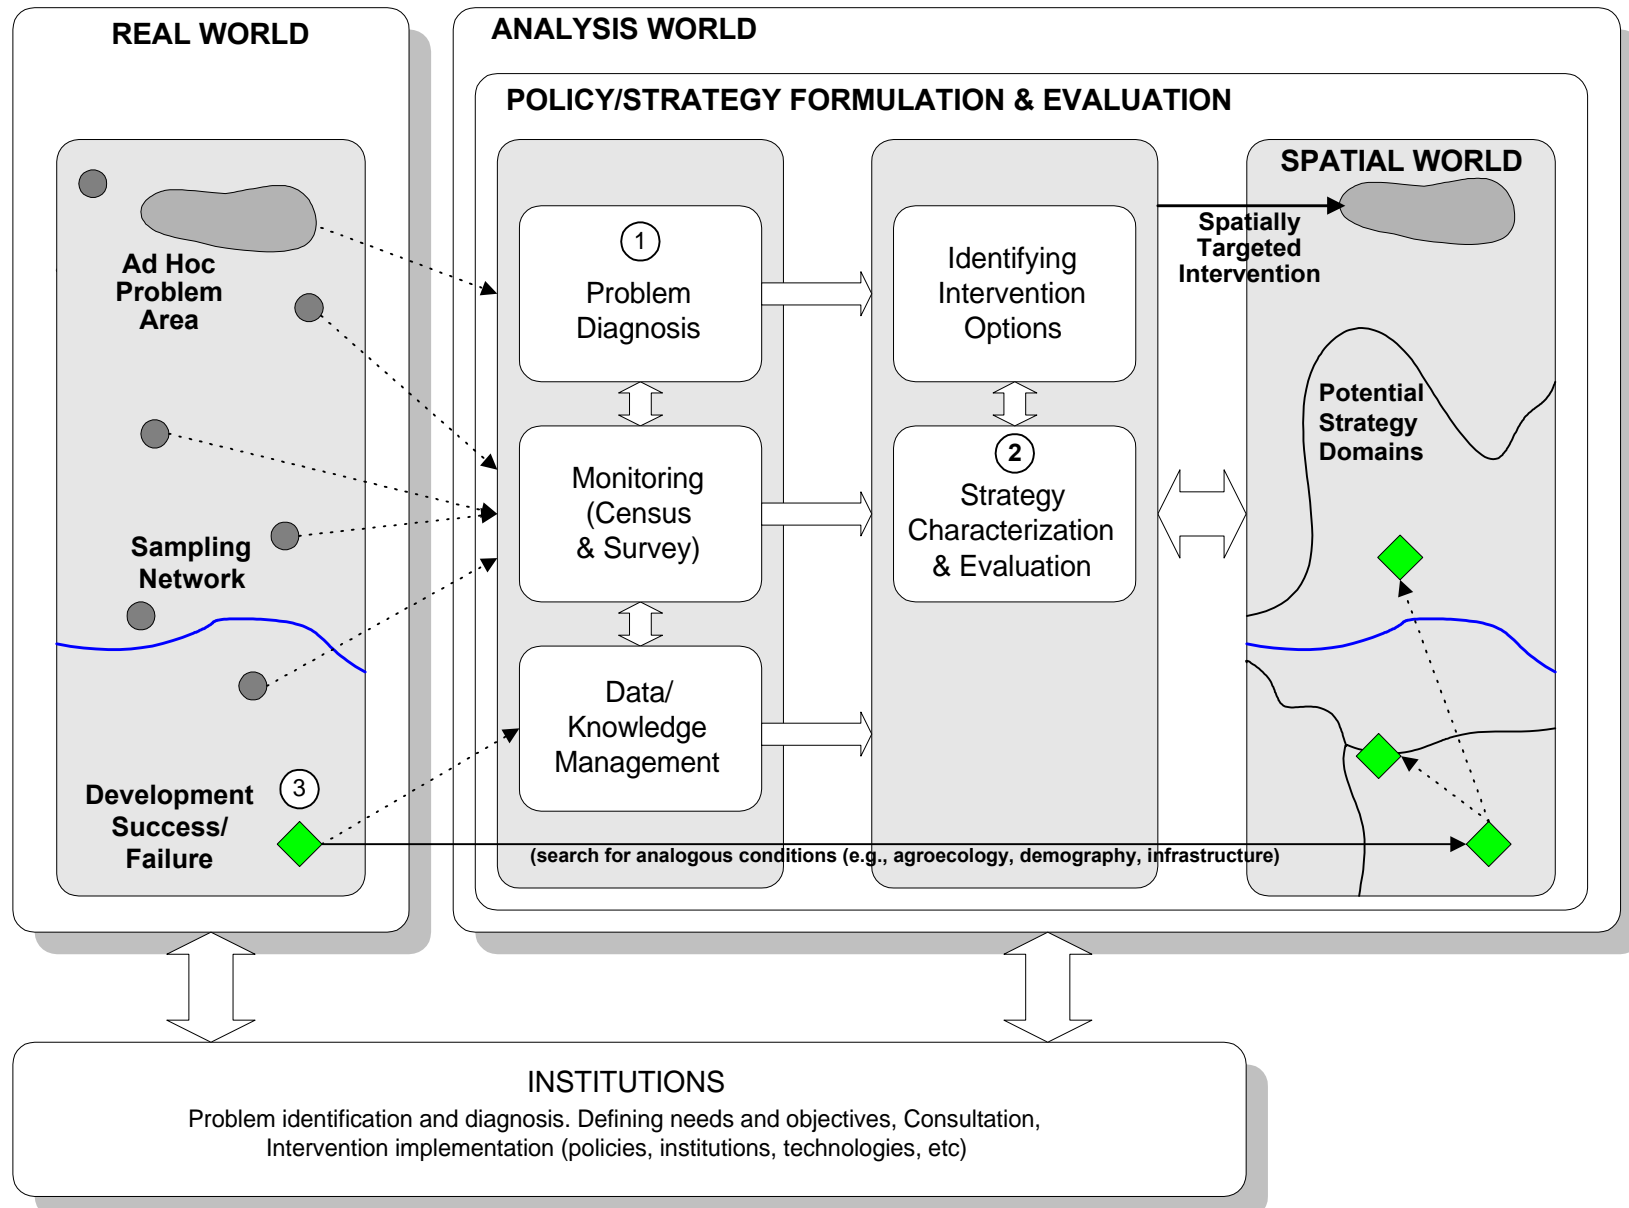 REAL WORLD
ANALYSIS WORLD
POLICY/STRATEGY FORMULATION & EVALUATION
Ad Hoc
Problem
Area
Sampling
Network
3
Development
Success/
Failure
1
Problem
Diagnosis
Monitoring
(Census
& Survey)
Data/
Knowledge
Management
Identifying
Intervention
Options
2
Strategy
Characterization
& Evaluation
SPATIAL WORLD
Spatially
Targeted
Intervention
Potential
Strategy
Domains
(search for analogous conditions (e.g., agroecology, demography, infrastructure)
INSTITUTIONS
Problem identification and diagnosis. Defining needs and objectives, Consultation,
Intervention implementation (policies, institutions, technologies, etc)